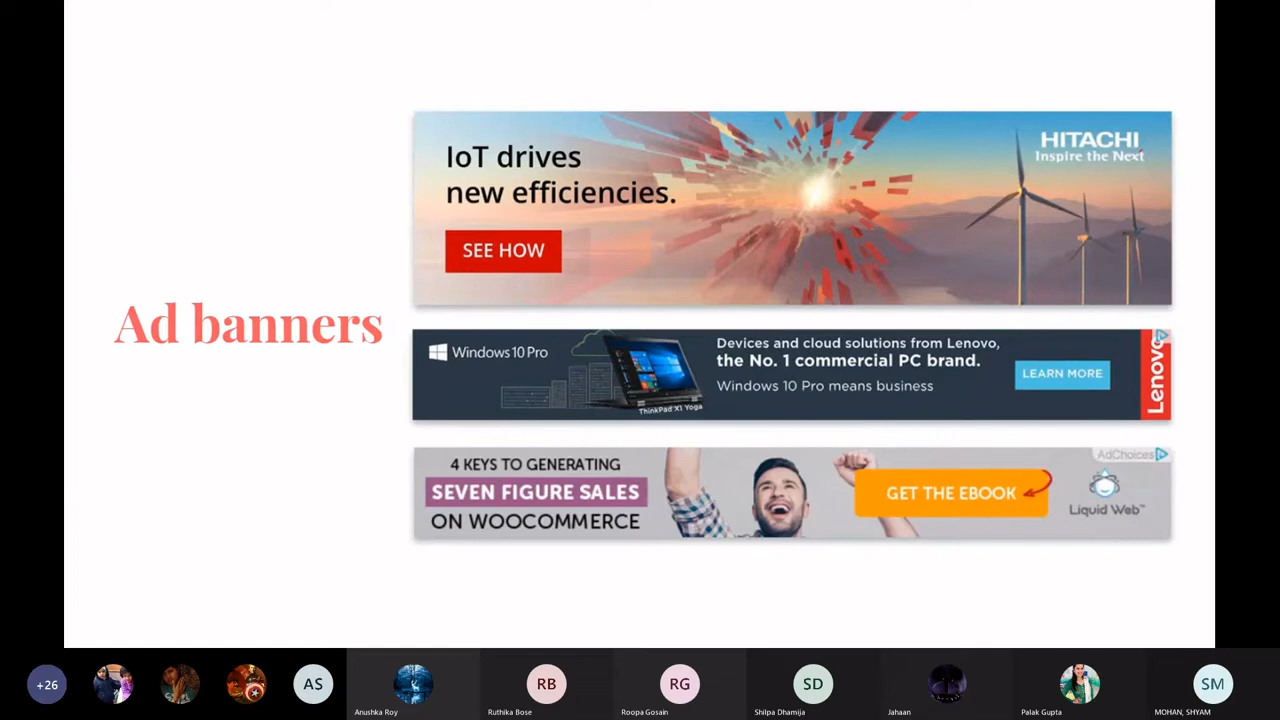 Ad banners
IoT drives
new efficiencies.
SEE HOW
HITACHI
Inspire the Next
Windows 10 Pro
ThinkPad X1 Yoga
Devices and cloud solutions from Lenovo,
the No. 1 commercial PC brand.
Windows 10 Pro means business
LEARN MORE
Lenovo
4 KEYS TO GENERATING
SEVEN FIGURE SALES
ON WOOCOMMERCE
GET THE EBOOK
AdChoices
Liquid Web™
+26
AS
Anushka Roy
RB
Ruthika Bose
RG
Roopa Gosain
SD
Shilpa Dhamija
Jahaan
Palak Gupta
SM
MOHAN, SHYAM